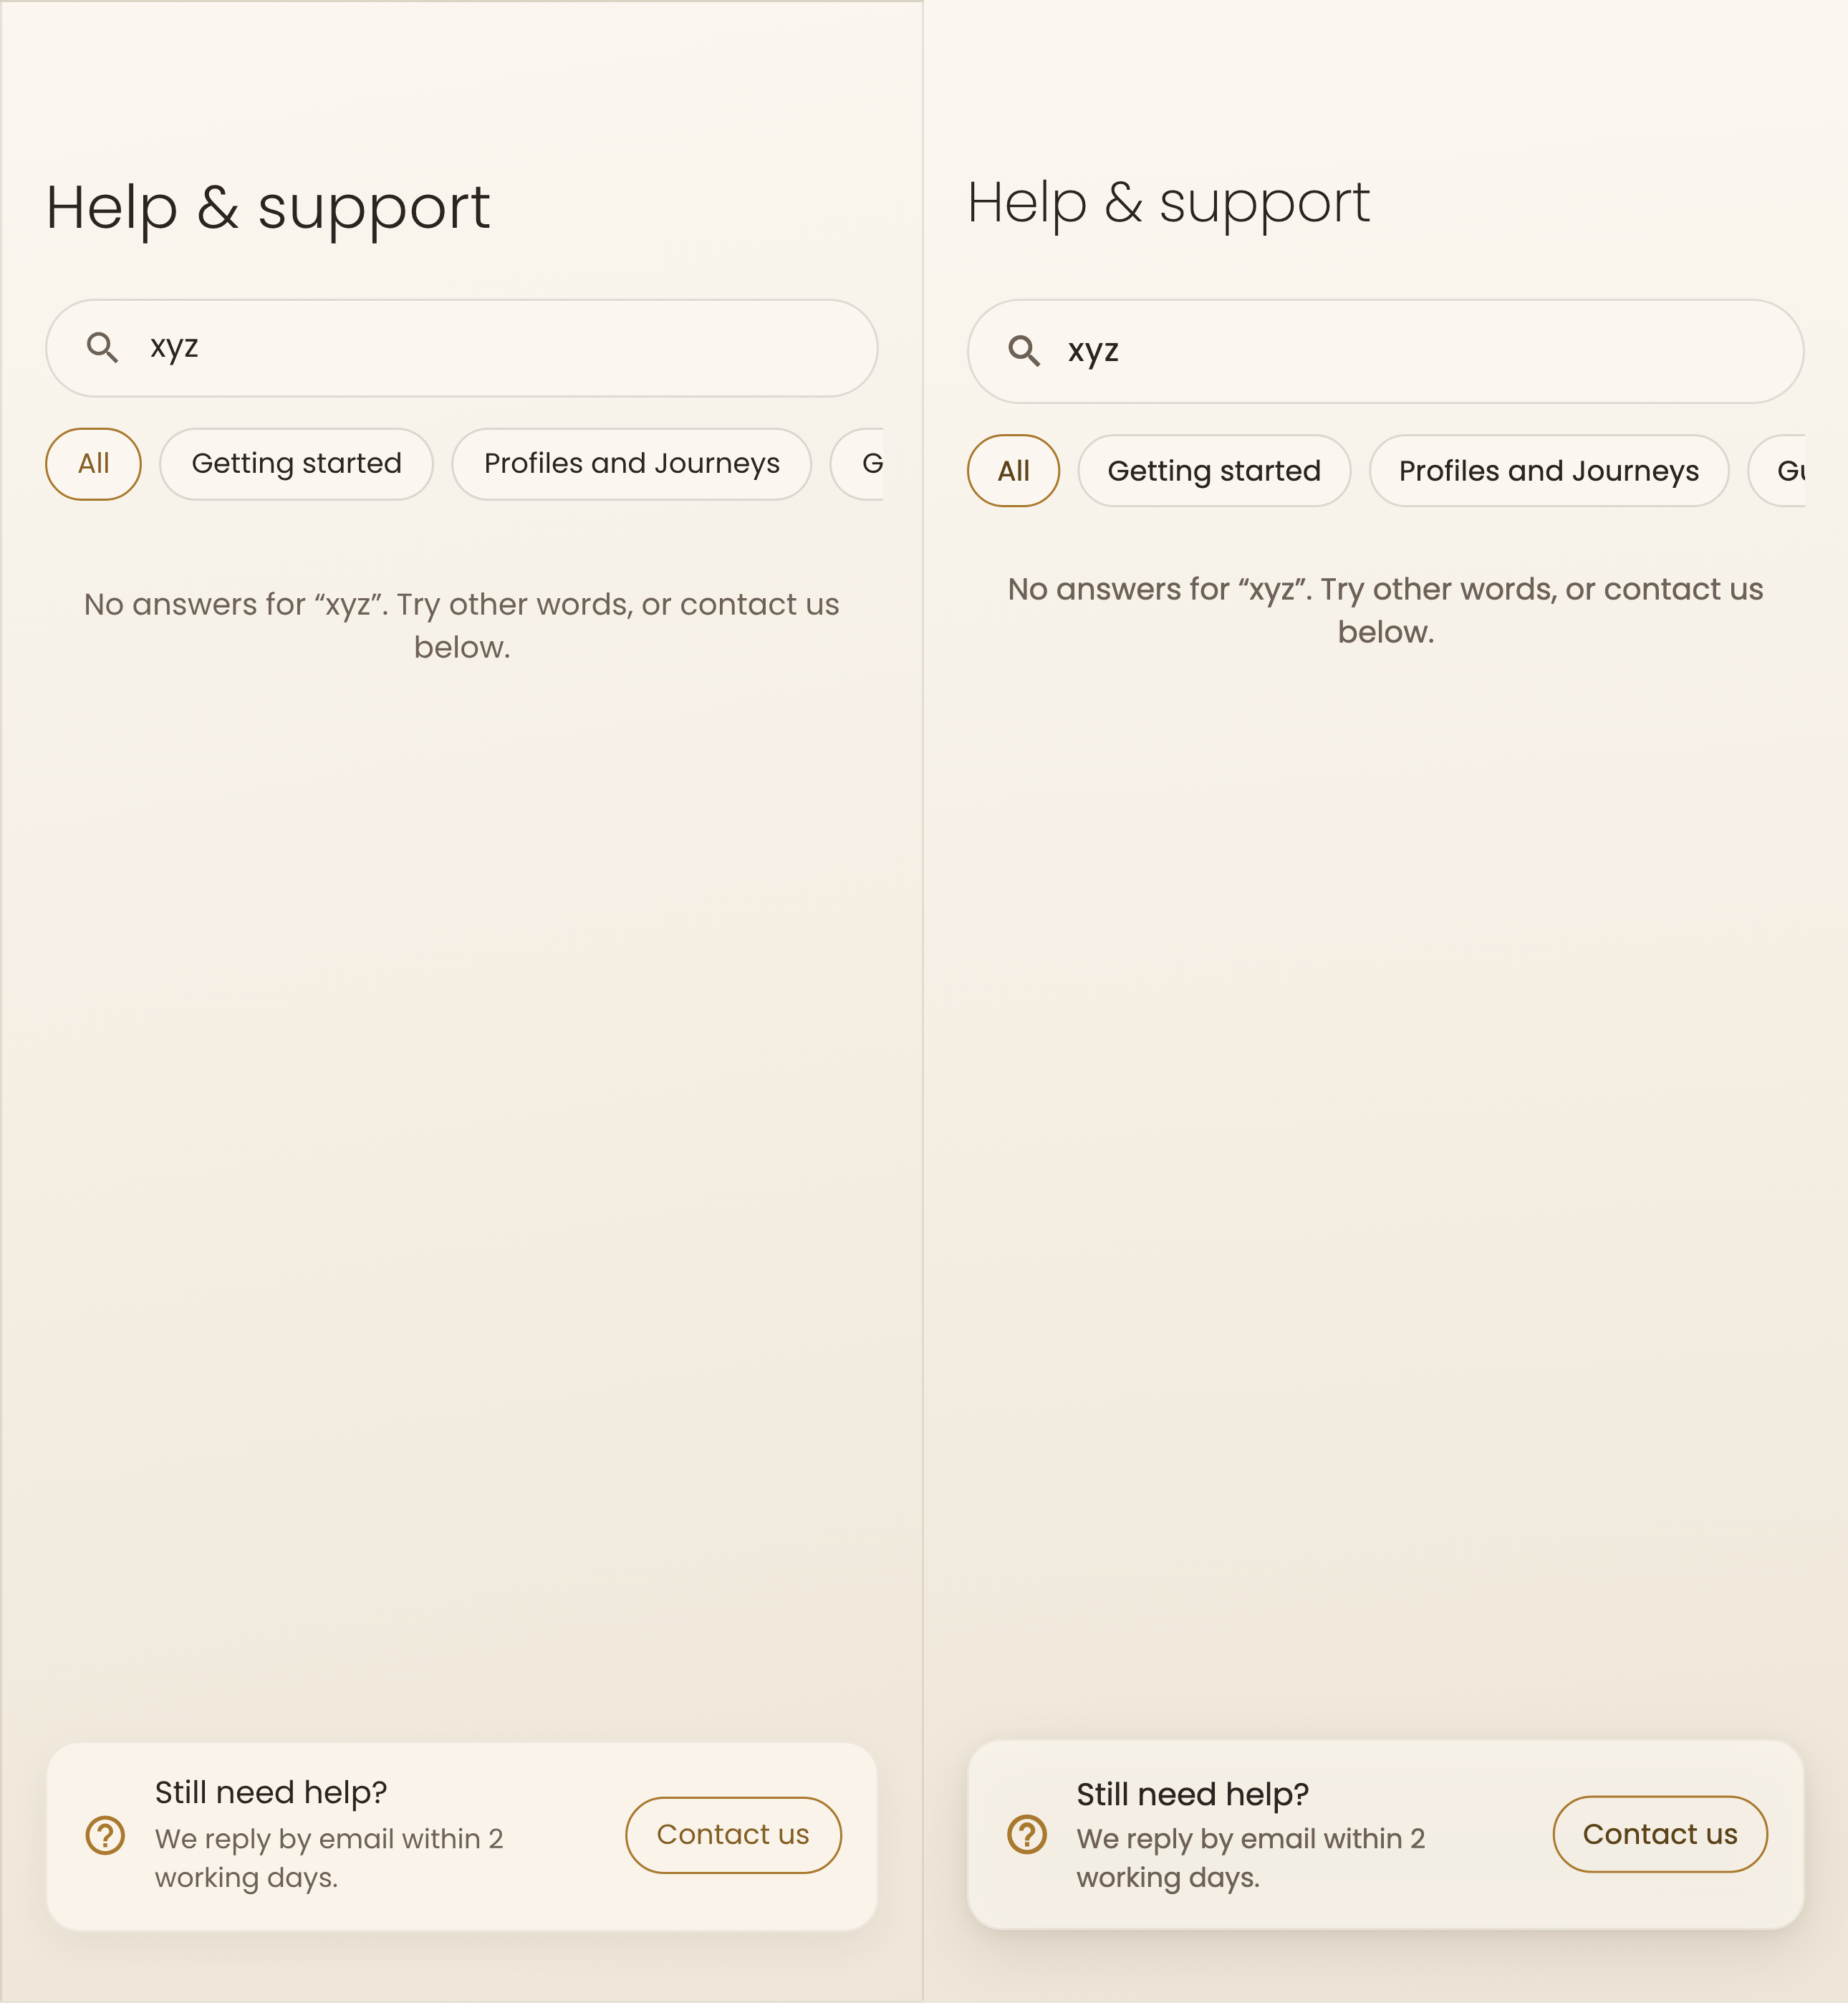 Help & support
xyz
All
Getting started
Profiles and Journeys
G
No answers for “xyz”. Try other words, or contact us
below.
Still need help?
We reply by email within 2
working days.
Contact us
Help & support
xyz
All
Getting started
Profiles and Journeys
Gu
No answers for “xyz”. Try other words, or contact us
below.
Still need help?
We reply by email within 2
working days.
Contact us